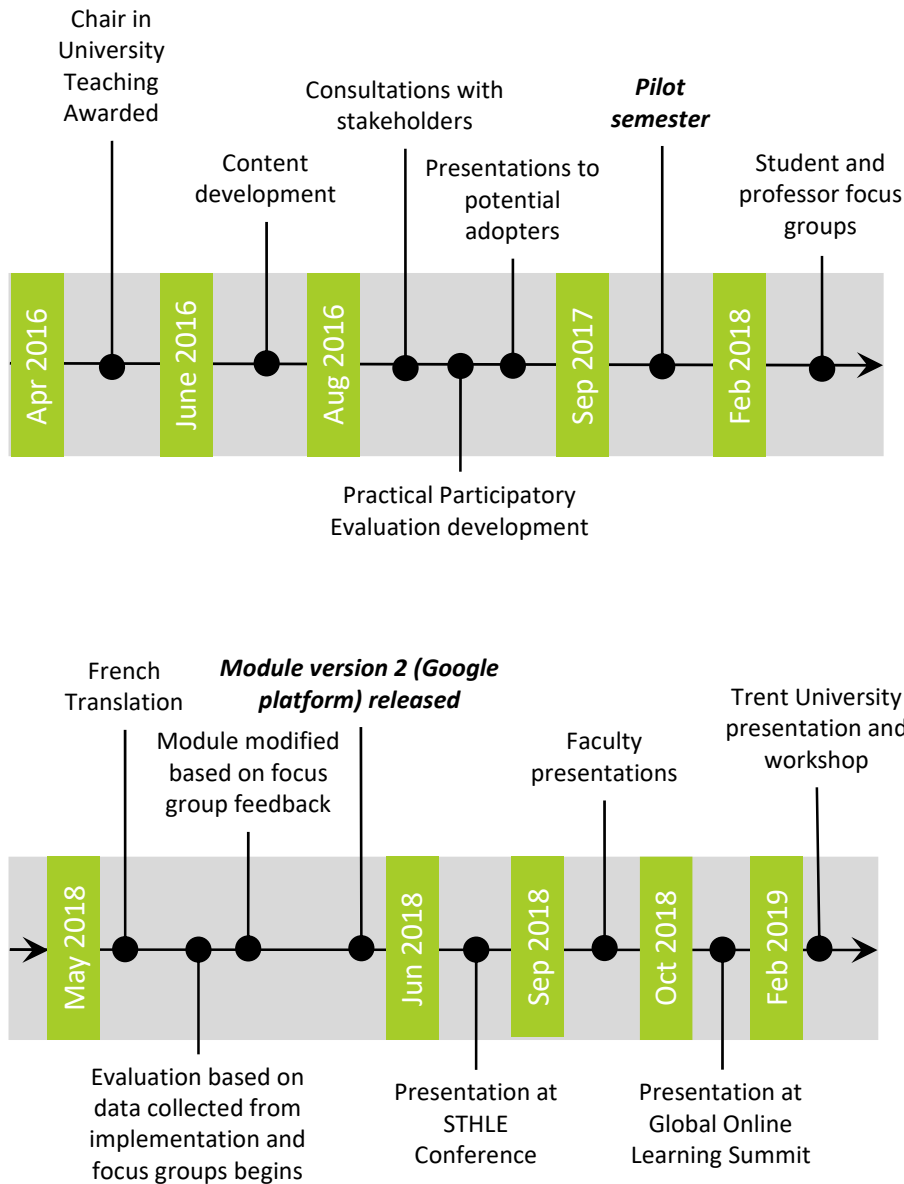 Chair in
University
Teaching
Awarded
Content
development
Consultations with
stakeholders
Presentations to
potential
adopters
Pilot
semester
Student and
professor focus
groups
Apr 2016
June 2016
Aug 2016
Sep 2017
Feb 2018
Practical Participatory
Evaluation development
French
Translation
Module modified
based on focus
group feedback
Module version 2 (Google
platform) released
Faculty
presentations
Trent University
presentation and
workshop
May 2018
Jun 2018
Sep 2018
Oct 2018
Feb 2019
Evaluation based on
data collected from
implementation and
focus groups begins
Presentation at
STHLE
Conference
Presentation at
Global Online
Learning Summit